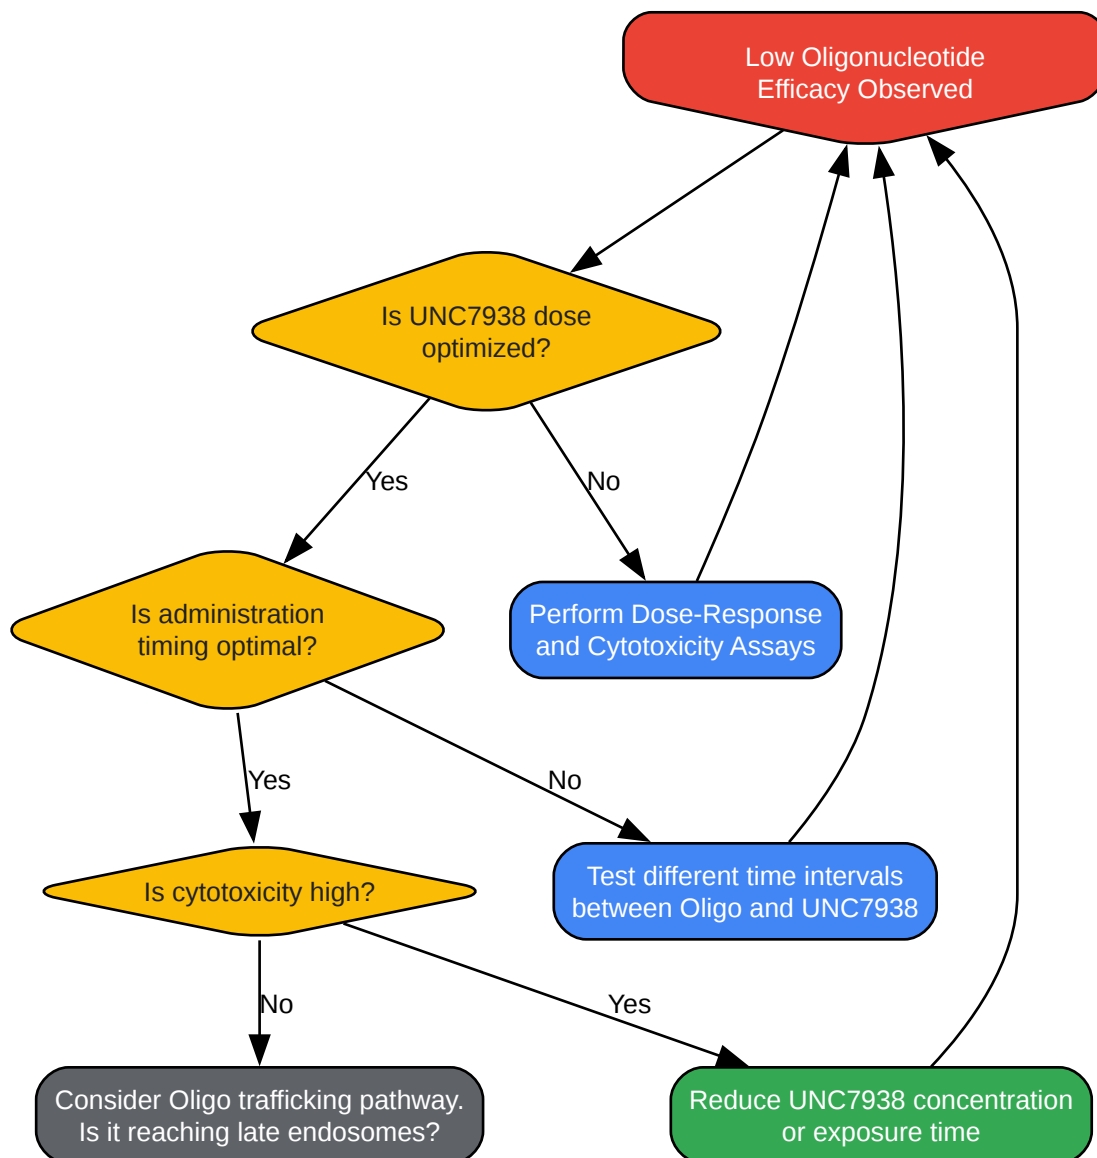 Low Oligonucleotide
Efficacy Observed
Is UNC7938 dose
optimized?
Yes
No
Is administration
timing optimal?
Perform Dose-Response
and Cytotoxicity Assays
Yes
No
Is cytotoxicity high?
Test different time intervals
between Oligo and UNC7938
No
Yes
Consider Oligo trafficking pathway.
Is it reaching late endosomes?
Reduce UNC7938 concentration
or exposure time